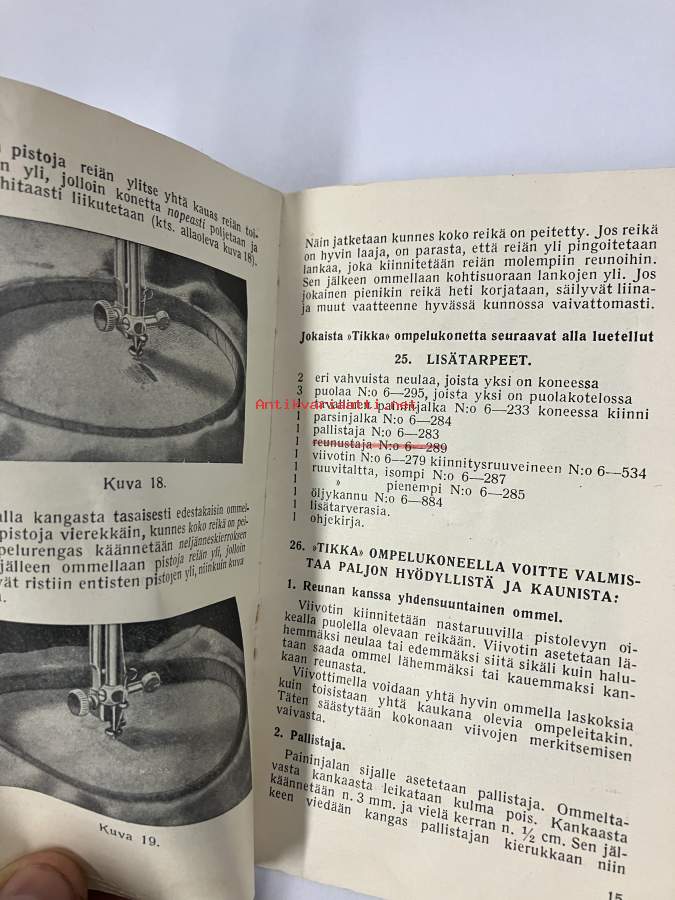 pistoja reiän ylitse yhtä kauas reiän toi-
n yli, jolloin konetta nopeasti poljetaan ja
hitaasti liikutetaan (kts. allaoleva kuva 18).
Kuva 18.
alla kangasta tasaisesti edestakaisin ommel-
pistoja vierekkäin, kunnes koko reikä on pei-
pelurengas käännetään neljänneskierroksen
jälleen ommellaan pistoja reiän yli, jolloin
vät ristiin entisten pistojen yli, niinkuin kuva
Kuva 19.
Näin jatketaan kunnes koko reikä on peitetty. Jos reikä
on hyvin laaja, on parasta, että reiän yli pingoitetaan
lankaa, joka kiinnitetään reiän molempiin reunoihin.
Sen jälkeen ommellaan kohtisuoraan lankojen yli. Jos
jokainen pienikin reikä heti korjataan, säilyvät liina-
ja muut vaatteenne hyvässä kunnossa vaivattomasti.
Jokaista »Tikka» ompelukonetta seuraavat alla luetellut
25. LISÄTARPEET.
2 eri vahvuista neulaa, joista yksi on koneessa
3 puolaa N:o 6—295, joista yksi on puolakotelossa
1 tavallinen paininjalka N:o 6—233 koneessa kiinni
1 parsinjalka N:o 6—284
1 pallistaja N:o 6—283
1 reunustaja N:o 6—289
1 viivotin N:o 6—279 kiinnitysruuveineen N:o 6—534
1 ruuvitaltta, isompi N:o 6—287
1 » pienempi N:o 6—285
1 öljykannu N:o 6—884
1 lisätarverasia.
1 ohjekirja.
26. »TIKKA» OMPELUKONEELLA VOITTE VALMIS-
TAA PALJON HYÖDYLLISTÄ JA KAUNISTA:
1. Reunan kanssa yhdensuuntainen ommel.
Viivotin kiinnitetään nastaruuvilla pistolevyn oi-
kealla puolella olevaan reikään. Viivotin asetetaan lä-
hemmäksi neulaa tai edemmäksi siitä sikäli kuin halu-
taan saada ommel lähemmäksi tai kauemmaksi kan-
kaan reunasta.
Viivottimella voidaan yhtä hyvin ommella laskoksia
kuin toisistaan yhtä kaukana olevia ompeleitakin.
Täten säästytään kokonaan viivojen merkitsemisen
vaivasta.
2. Pallistaja.
Paininjalan sijalle asetetaan pallistaja. Ommelta-
vasta kankaasta leikataan kulma pois. Kankaasta
käännetään n. 3 mm. ja vielä kerran n. ½ cm. Sen jäl-
keen viedään kangas pallistajan kierukkaan niin
15
Antikvariaatti.net